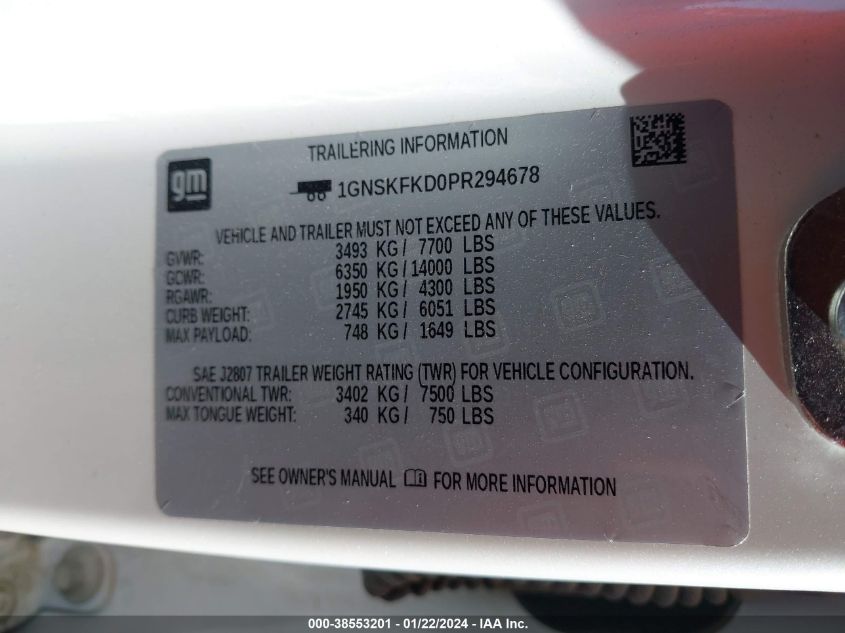 gm
TRAILERING INFORMATION
1GNSKFKD0PR294678
VEHICLE AND TRAILER MUST NOT EXCEED ANY OF THESE VALUES.
GVWR: 3493 KG / 7700 LBS
GCWR: 6350 KG / 14000 LBS
RGAWR: 1950 KG / 4300 LBS
CURB WEIGHT: 2745 KG / 6051 LBS
MAX PAYLOAD: 748 KG / 1649 LBS
SAE J2807 TRAILER WEIGHT RATING (TWR) FOR VEHICLE CONFIGURATION.
CONVENTIONAL TWR: 3402 KG / 7500 LBS
MAX TONGUE WEIGHT: 340 KG / 750 LBS
SEE OWNER'S MANUAL FOR MORE INFORMATION
000-38553201 - 01/22/2024 - IAA Inc.